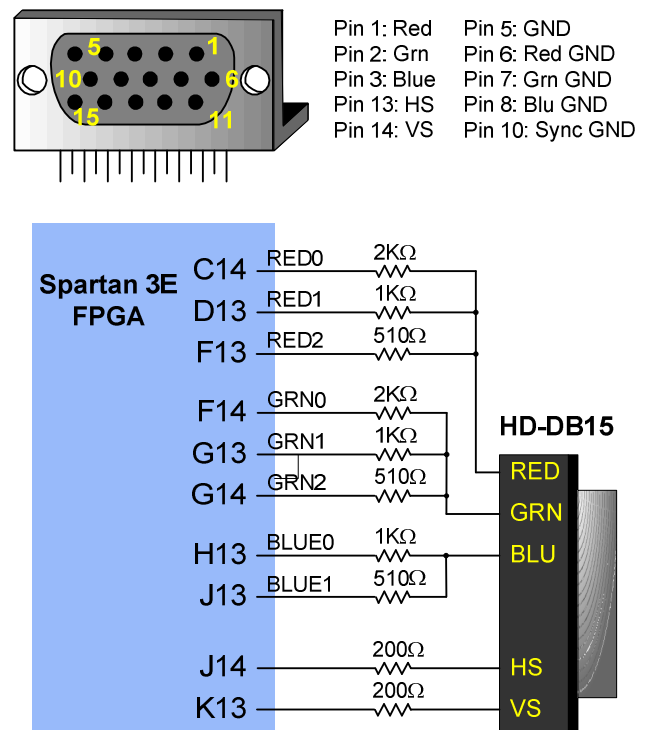 5 1
10 6
15 11
Pin 1: Red Pin 5: GND
Pin 2: Grn Pin 6: Red GND
Pin 3: Blue Pin 7: Grn GND
Pin 13: HS Pin 8: Blu GND
Pin 14: VS Pin 10: Sync GND
Spartan 3E
FPGA
C14 RED0 2KΩ
D13 RED1 1KΩ
F13 RED2 510Ω
F14 GRN0 2KΩ
G13 GRN1 1KΩ
G14 GRN2 510Ω
H13 BLUE0 1KΩ
J13 BLUE1 510Ω
J14 200Ω
K13 200Ω
HD-DB15
RED
GRN
BLU
HS
VS